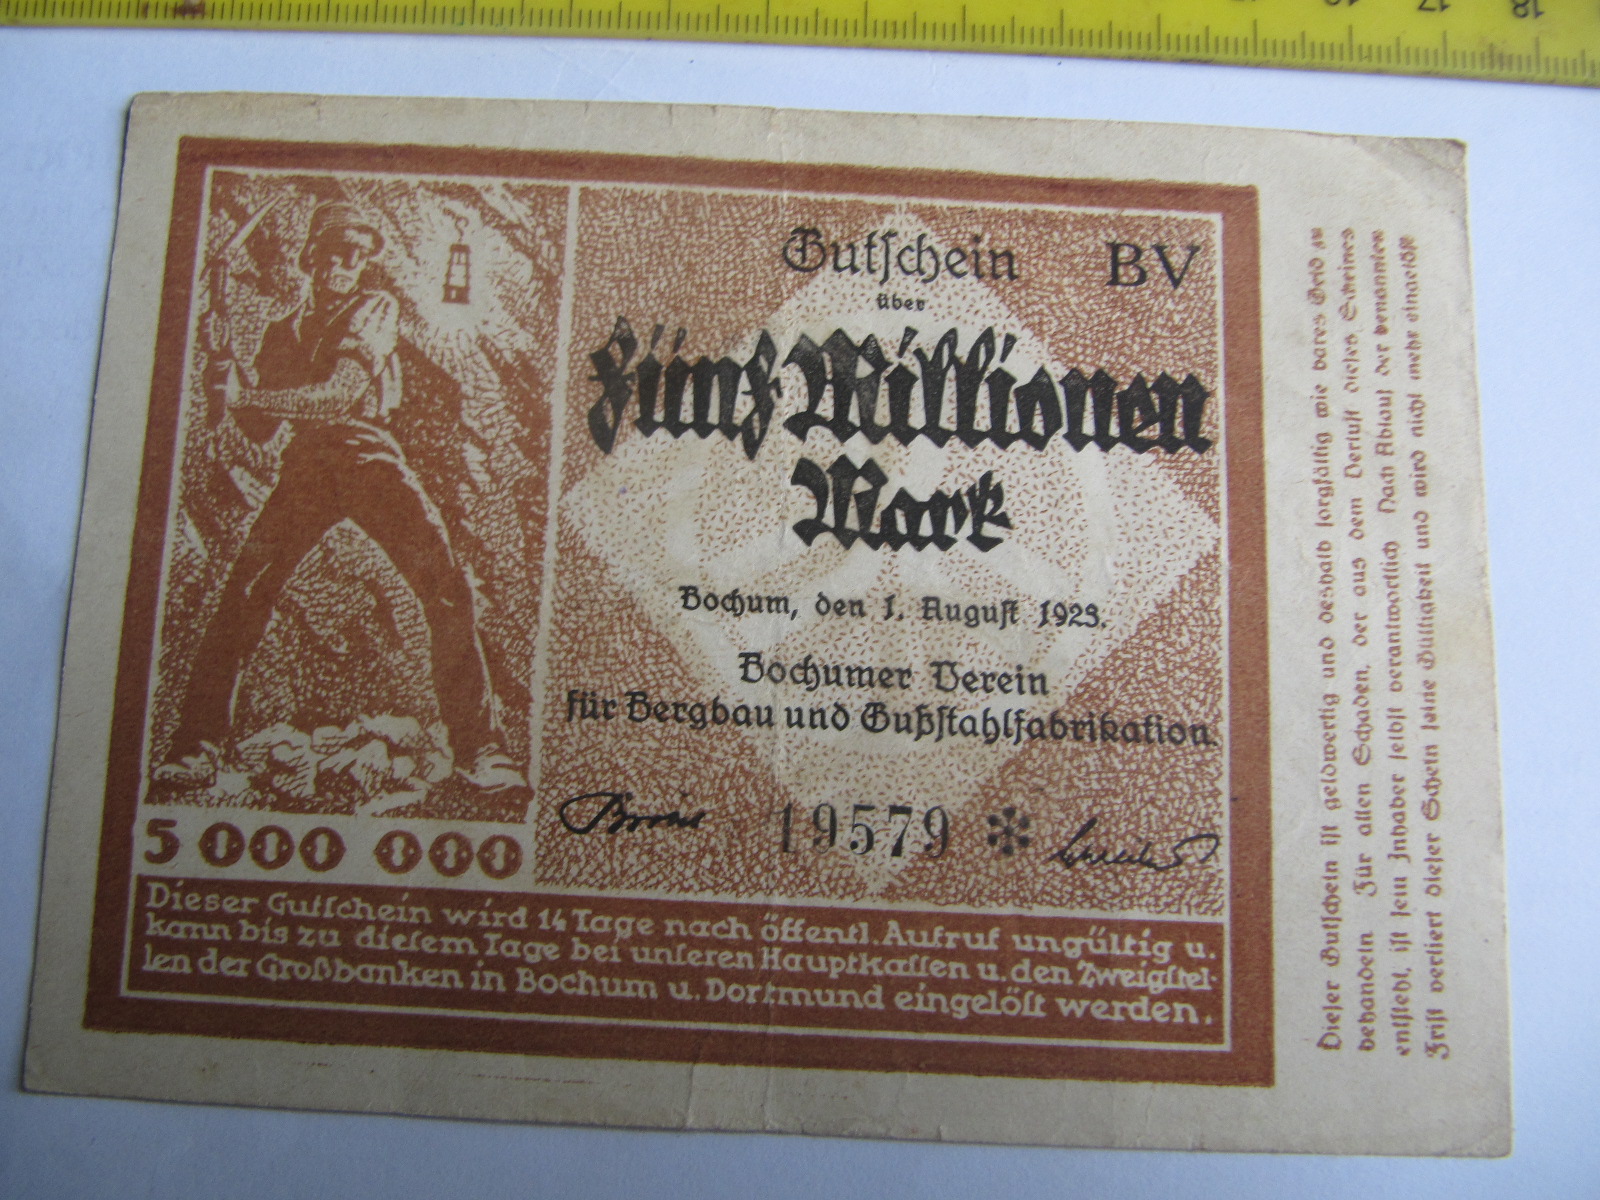 Gutschein BV
über
Fünf Millionen
Mark
Bochum, den 1. August 1923.
Bochumer Verein
für Bergbau und Gußstahlfabrikation.
19579 *
5 000 000
Dieser Gutschein wird 14 Tage nach öffentl. Aufruf ungültig u.
kann bis zu diesem Tage bei unseren Hauptkassen u. den Zweigstel-
len der Großbanken in Bochum u. Dortmund eingelöst werden.
Dieser Gutschein ist geldwertig und deshalb sorgfältig wie bares Geld zu
behandeln Für allen Schaden, der aus dem Verlust dieses Scheines
entsteht, ist sein Inhaber selbst verantwortlich Nach Ablauf der benannten
Frist verliert dieser Schein seine Gültigkeit und wird nicht mehr eingelöst
17
18